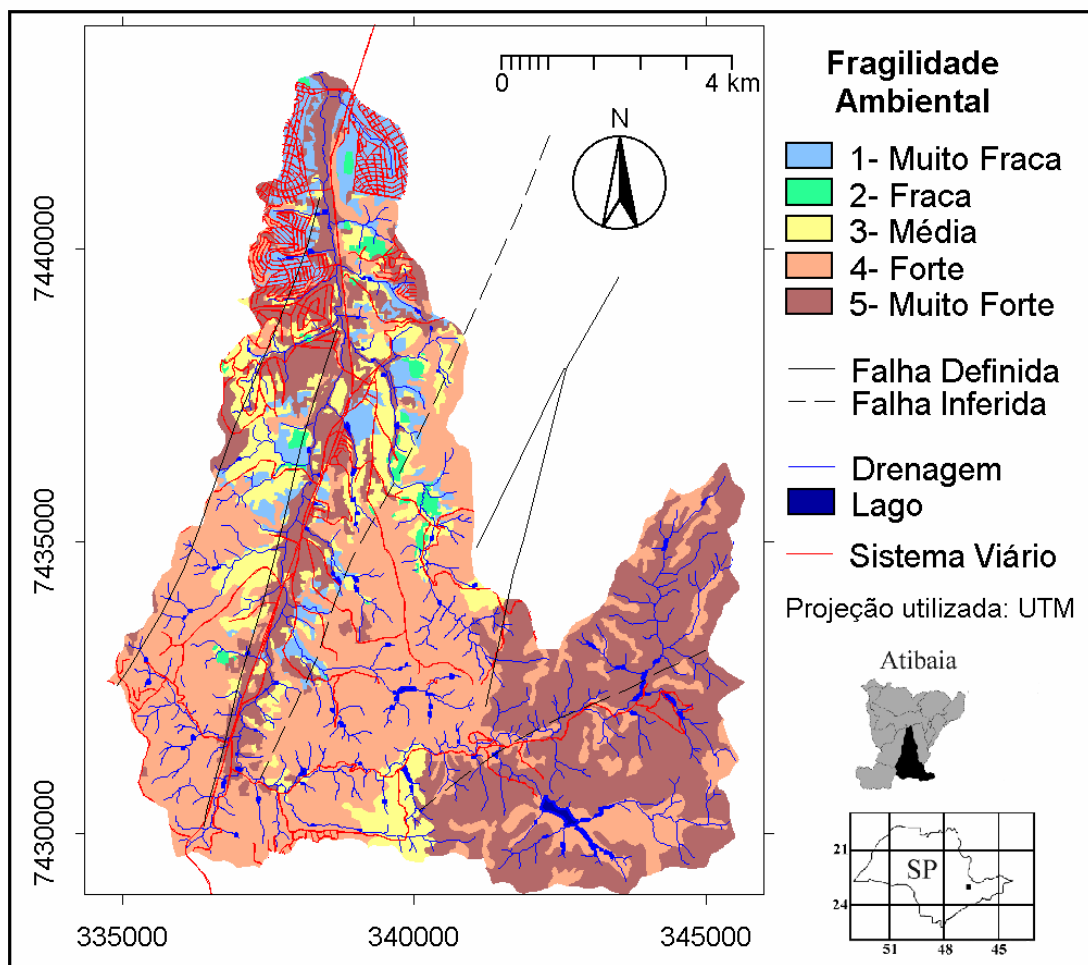 0
4 km
N
7440000
7435000
7430000
335000
340000
345000
Fragilidade
Ambiental
1- Muito Fraca
2- Fraca
3- Média
4- Forte
5- Muito Forte
Falha Definida
Falha Inferida
Drenagem
Lago
Sistema Viário
Projeção utilizada: UTM
Atibaia
21
SP
24
51
48
45